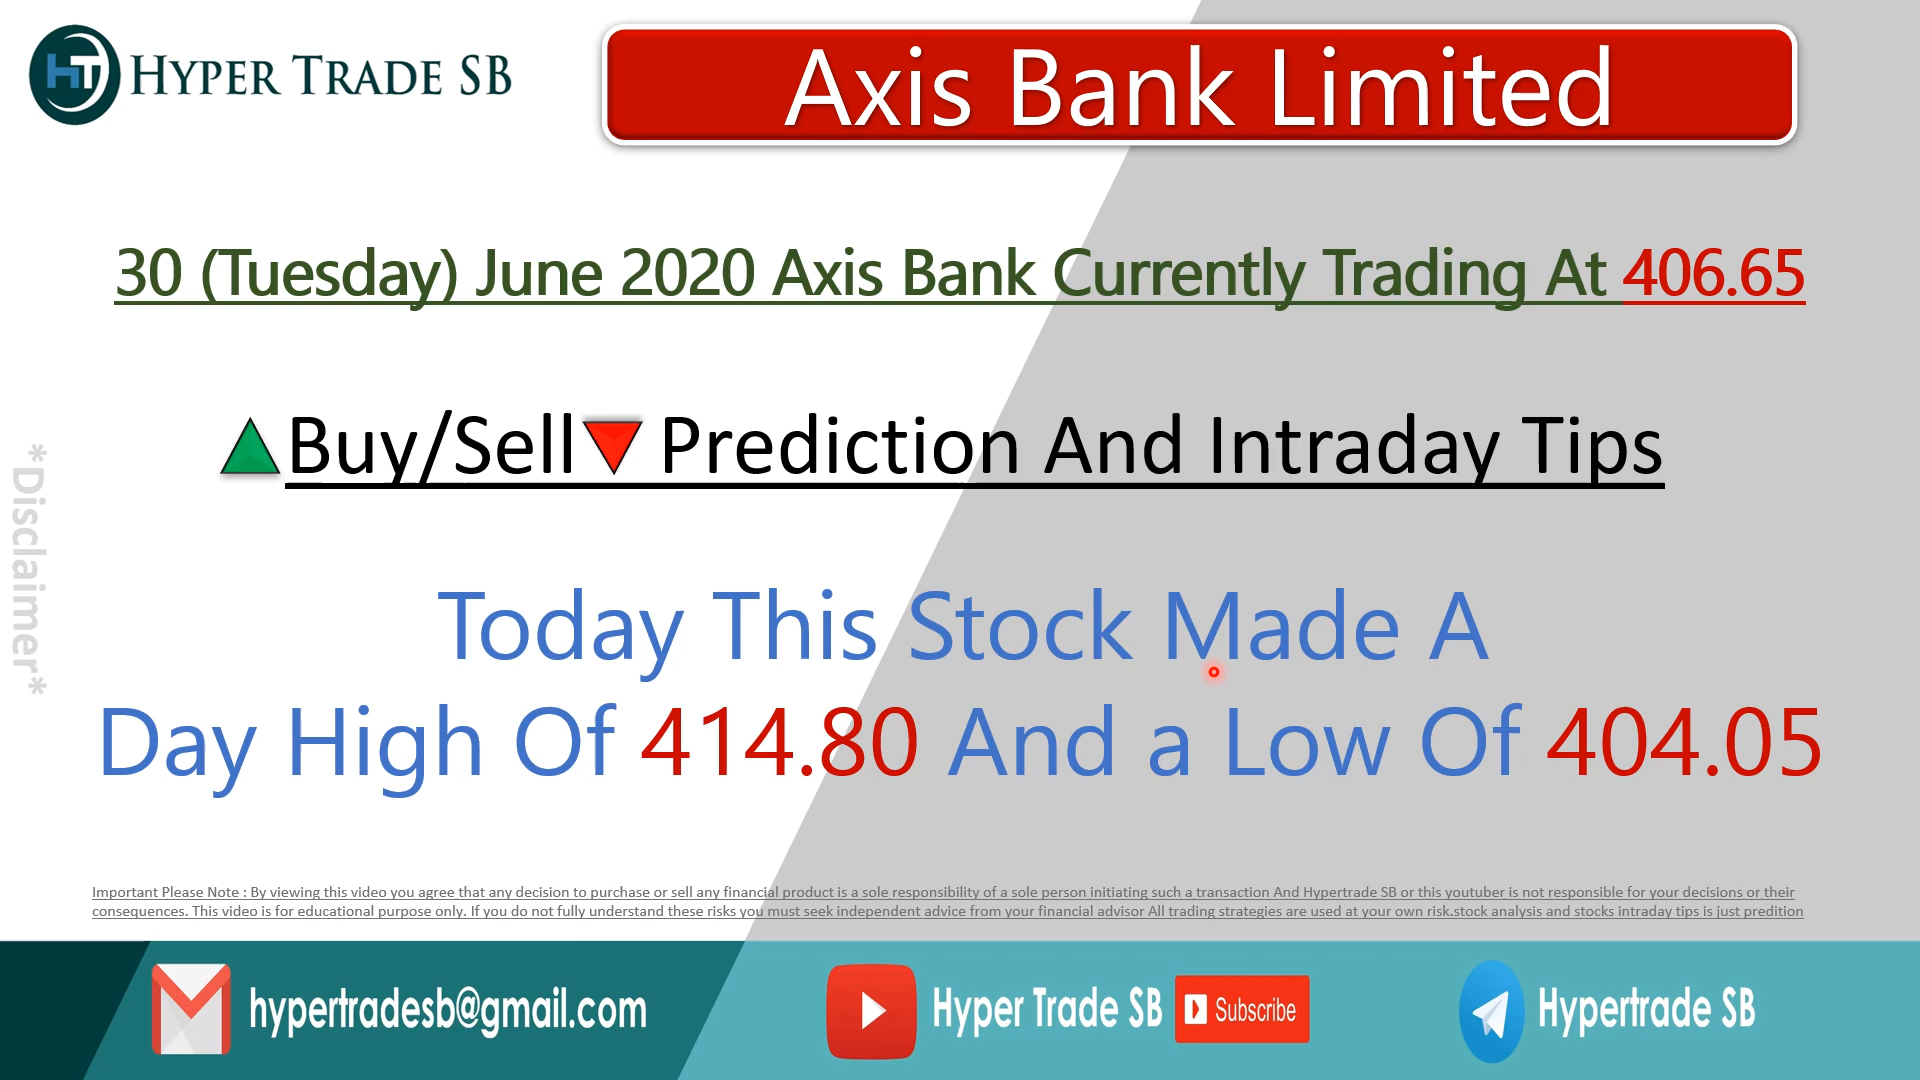 HT HYPER TRADE SB
Axis Bank Limited
30 (Tuesday) June 2020 Axis Bank Currently Trading At 406.65
Buy/Sell Prediction And Intraday Tips
*Disclaimer*
Today This Stock Made A
Day High Of 414.80 And a Low Of 404.05
Important Please Note : By viewing this video you agree that any decision to purchase or sell any financial product is a sole responsibility of a sole person initiating such a transaction And Hypertrade SB or this youtuber is not responsible for your decisions or their
consequences. This video is for educational purpose only. If you do not fully understand these risks you must seek independent advice from your financial advisor All trading strategies are used at your own risk.stock analysis and stocks intraday tips is just predition
hypertradesb@gmail.com
Hyper Trade SB
Subscribe
Hypertrade SB